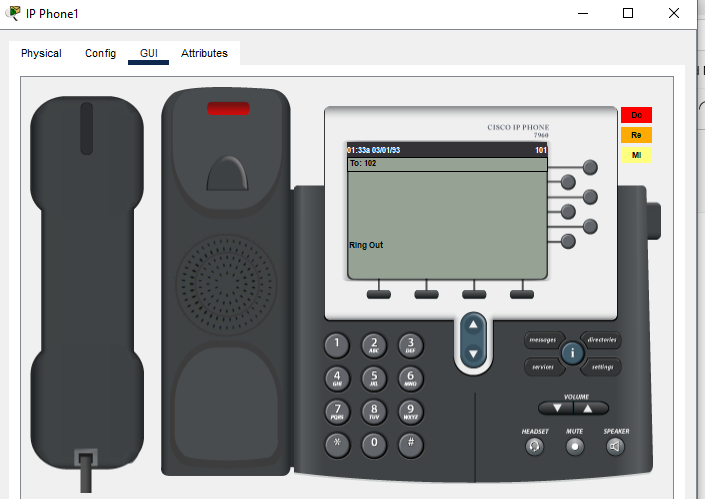 IP Phone1
Physical Config GUI Attributes
CISCO IP PHONE
7960
01:33a 03/01/93 101
To: 102
Ring Out
Do
Re
MI
1 2 ABC 3 DEF
4 GHI 5 JKL 6 MNO
7 PQRS 8 TUV 9 WXYZ
* 0 #
messages directories
i
services settings
VOLUME
HEADSET MUTE SPEAKER